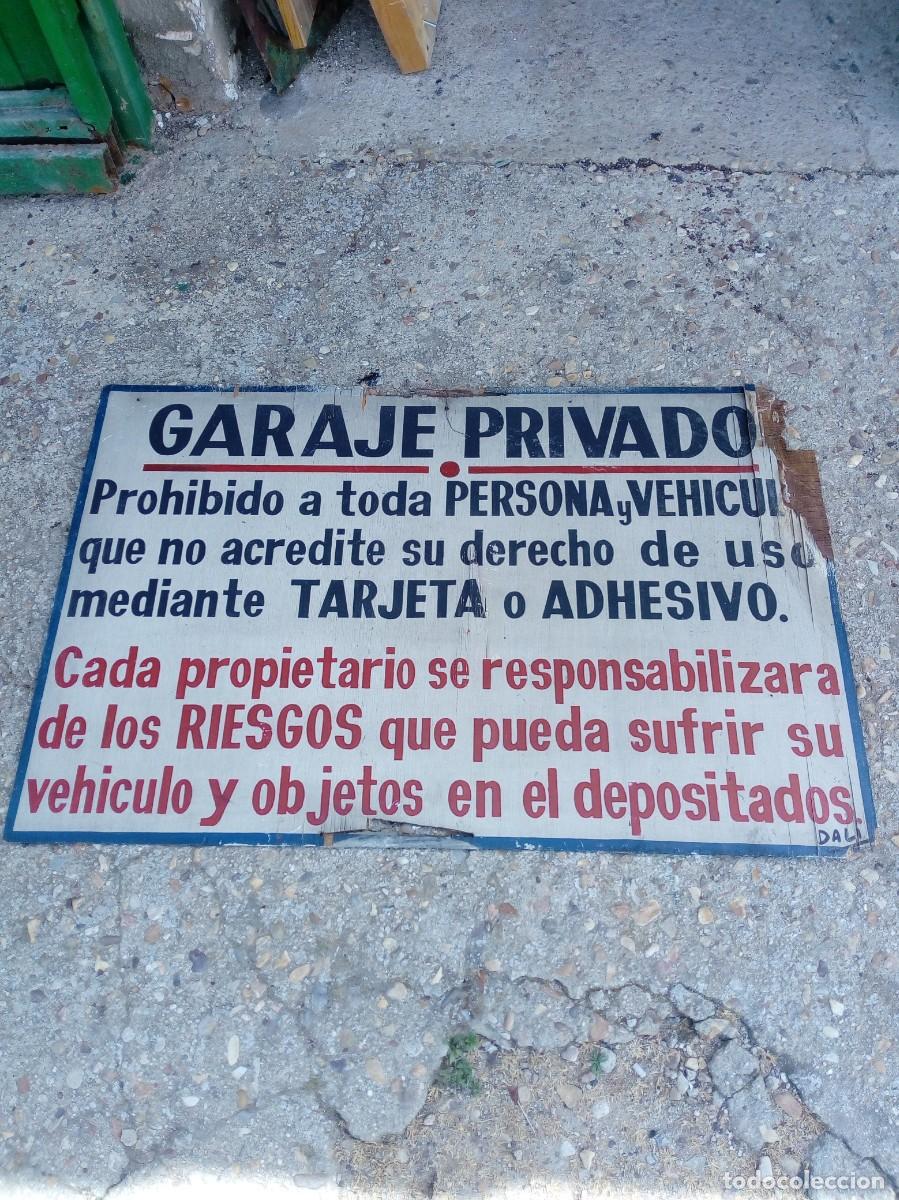 GARAJE PRIVADO
Prohibido a toda PERSONA y VEHICUL
que no acredite su derecho de uso
mediante TARJETA o ADHESIVO.
Cada propietario se responsabilizara
de los RIESGOS que pueda sufrir su
vehiculo y objetos en el depositados.
DALI
todocoleccion